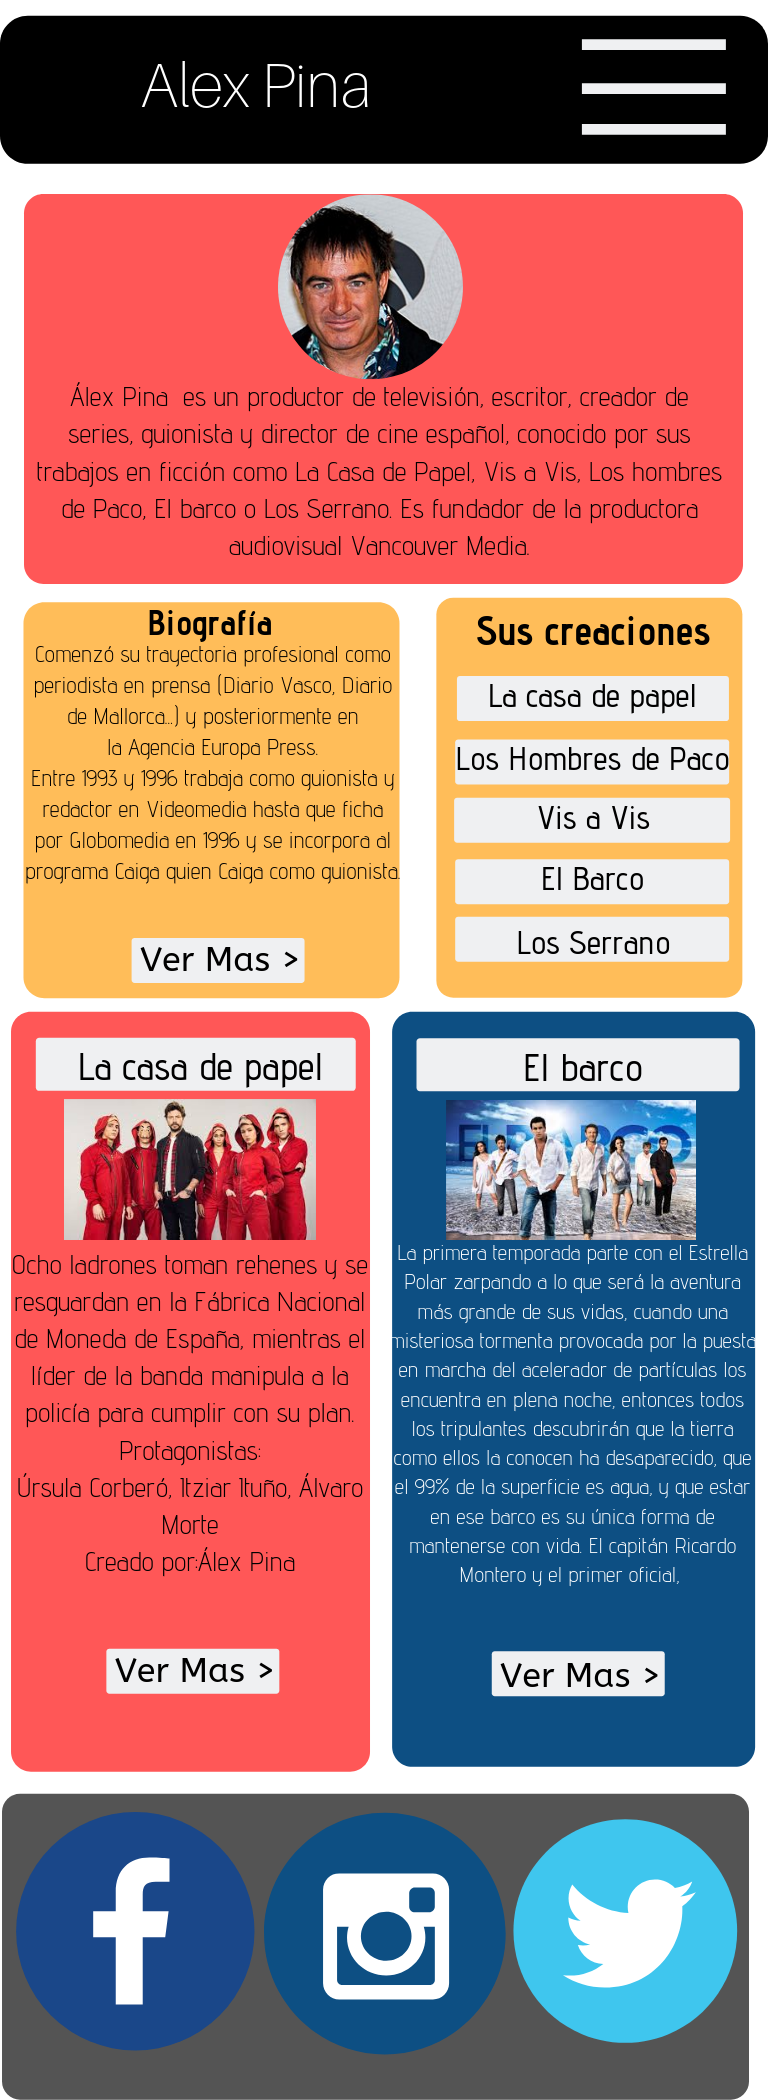 Alex Pina
Álex Pina es un productor de televisión, escritor, creador de
series, guionista y director de cine español, conocido por sus
trabajos en ficción como La Casa de Papel, Vis a Vis, Los hombres
de Paco, El barco o Los Serrano. Es fundador de la productora
audiovisual Vancouver Media.
Biografía
Comenzó su trayectoria profesional como
periodista en prensa (Diario Vasco, Diario
de Mallorca...) y posteriormente en
la Agencia Europa Press.
Entre 1993 y 1996 trabaja como guionista y
redactor en Videomedia hasta que ficha
por Globomedia en 1996 y se incorpora al
programa Caiga quien Caiga como guionista.
Ver Mas >
Sus creaciones
La casa de papel
Los Hombres de Paco
Vis a Vis
El Barco
Los Serrano
La casa de papel
Ocho ladrones toman rehenes y se
resguardan en la Fábrica Nacional
de Moneda de España, mientras el
líder de la banda manipula a la
policía para cumplir con su plan.
Protagonistas:
Úrsula Corberó, Itziar Ituño, Álvaro
Morte
Creado por:Álex Pina
Ver Mas >
El barco
EL BARCO
La primera temporada parte con el Estrella
Polar zarpando a lo que será la aventura
más grande de sus vidas, cuando una
misteriosa tormenta provocada por la puesta
en marcha del acelerador de partículas los
encuentra en plena noche, entonces todos
los tripulantes descubrirán que la tierra
como ellos la conocen ha desaparecido, que
el 99% de la superficie es agua, y que estar
en ese barco es su única forma de
mantenerse con vida. El capitán Ricardo
Montero y el primer oficial,
Ver Mas >